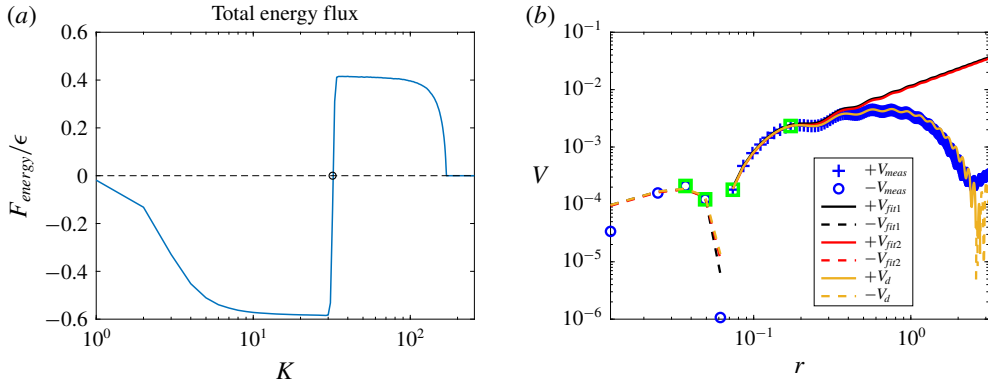 (a)
Total energy flux
0.6
0.4
0.2
0
−0.2
−0.4
−0.6
F_energy/ϵ
10^0
10^1
10^2
K
(b)
10^−1
10^−2
10^−3
10^−4
10^−5
10^−6
V
+V_meas
−V_meas
+V_fit1
−V_fit1
+V_fit2
−V_fit2
+V_d
−V_d
10^−1
10^0
r